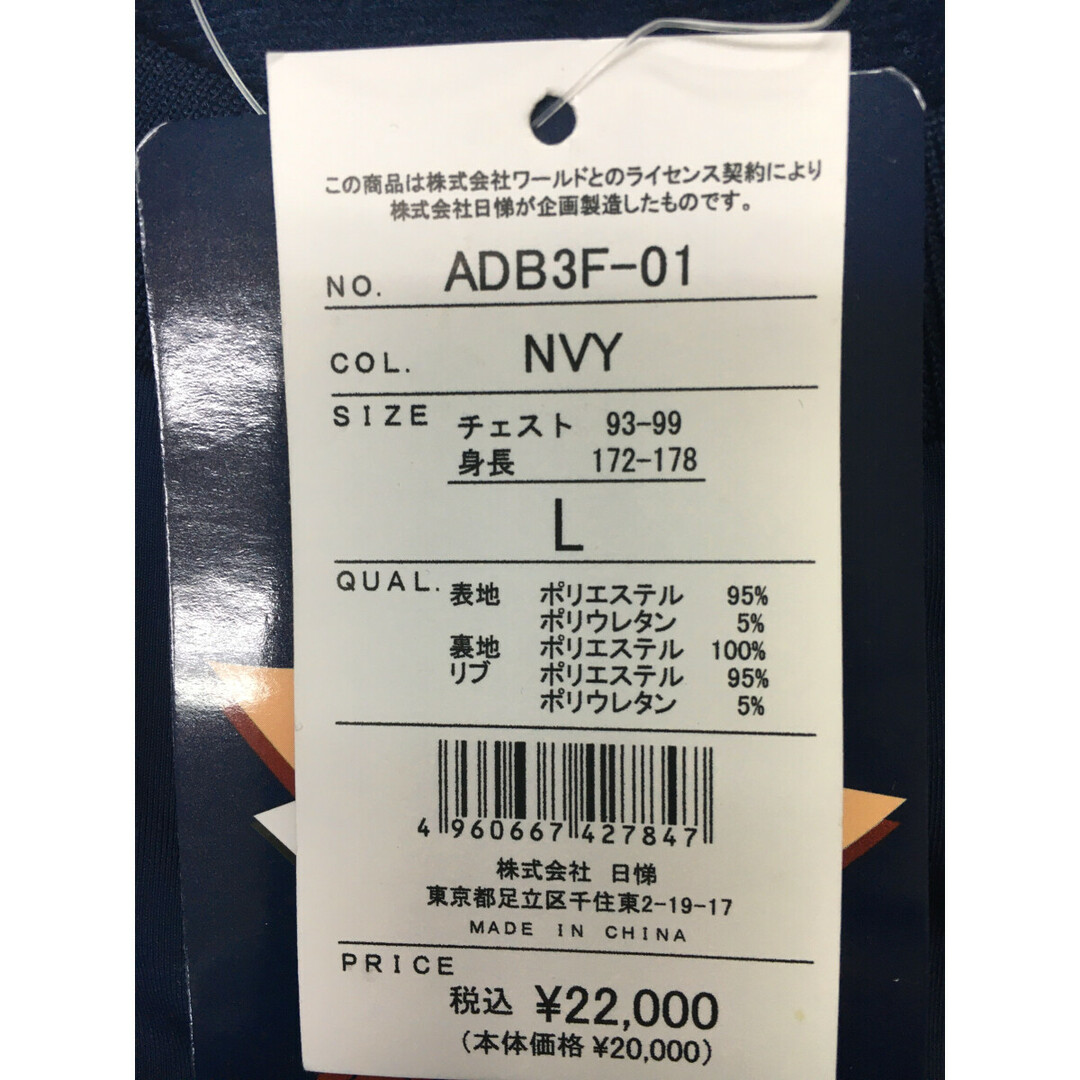 この商品は株式会社ワールドとのライセンス契約により
株式会社日悌が企画製造したものです。
NO. ADB3F-01
COL. NVY
SIZE チェスト 93-99
身長 172-178
L
QUAL. 表地 ポリエステル 95%
ポリウレタン 5%
裏地 ポリエステル 100%
リブ ポリエステル 95%
ポリウレタン 5%
4 960667 427847
株式会社 日悌
東京都足立区千住東2-19-17
MADE IN CHINA
PRICE
税込 ¥22,000
(本体価格 ¥20,000)